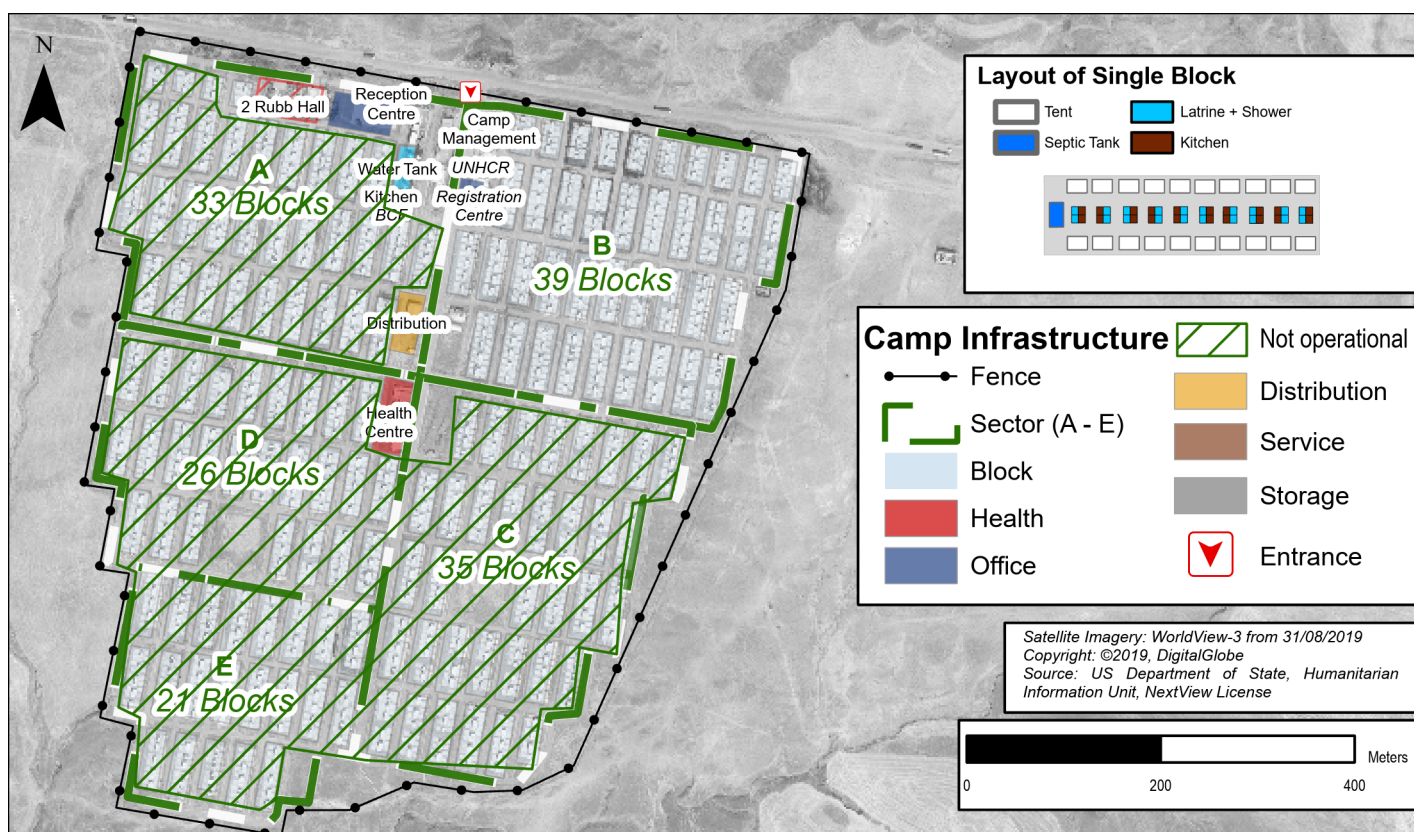 N
2 Rubb Hall
Reception
Centre
Camp
Management
Water Tank
UNHCR
Kitchen
BCF
Registration
Centre
A
33 Blocks
B
39 Blocks
Distribution
Health
Centre
D
26 Blocks
C
35 Blocks
E
21 Blocks
Layout of Single Block
Tent
Latrine + Shower
Septic Tank
Kitchen
Camp Infrastructure
Fence
Sector (A - E)
Block
Health
Office
Not operational
Distribution
Service
Storage
Entrance
Satellite Imagery: WorldView-3 from 31/08/2019
Copyright: ©2019, DigitalGlobe
Source: US Department of State, Humanitarian
Information Unit, NextView License
Meters
0 200 400